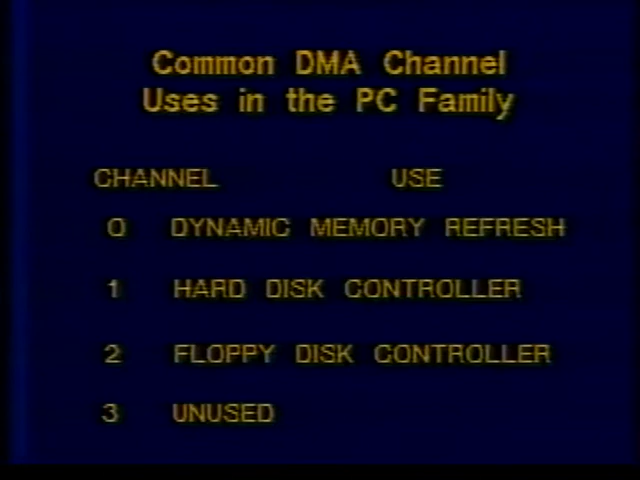 Common DMA Channel
Uses in the PC Family
CHANNEL USE
0 DYNAMIC MEMORY REFRESH
1 HARD DISK CONTROLLER
2 FLOPPY DISK CONTROLLER
3 UNUSED